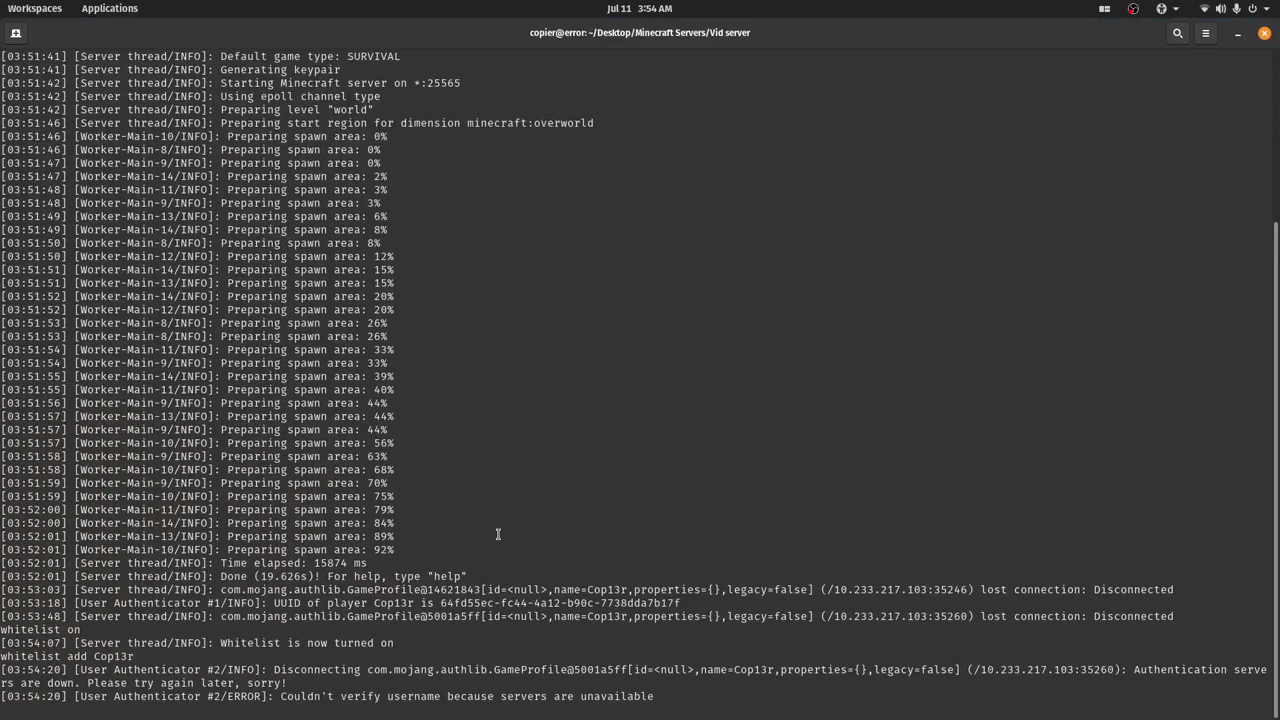 Workspaces Applications Jul 11 3:54 AM
copier@error: ~/Desktop/Minecraft Servers/Vid server
[03:51:41] [Server thread/INFO]: Default game type: SURVIVAL
[03:51:41] [Server thread/INFO]: Generating keypair
[03:51:42] [Server thread/INFO]: Starting Minecraft server on *:25565
[03:51:42] [Server thread/INFO]: Using epoll channel type
[03:51:42] [Server thread/INFO]: Preparing level "world"
[03:51:46] [Server thread/INFO]: Preparing start region for dimension minecraft:overworld
[03:51:46] [Worker-Main-10/INFO]: Preparing spawn area: 0%
[03:51:46] [Worker-Main-8/INFO]: Preparing spawn area: 0%
[03:51:47] [Worker-Main-9/INFO]: Preparing spawn area: 0%
[03:51:47] [Worker-Main-14/INFO]: Preparing spawn area: 2%
[03:51:48] [Worker-Main-11/INFO]: Preparing spawn area: 3%
[03:51:48] [Worker-Main-9/INFO]: Preparing spawn area: 3%
[03:51:49] [Worker-Main-13/INFO]: Preparing spawn area: 6%
[03:51:49] [Worker-Main-14/INFO]: Preparing spawn area: 8%
[03:51:50] [Worker-Main-8/INFO]: Preparing spawn area: 8%
[03:51:50] [Worker-Main-12/INFO]: Preparing spawn area: 12%
[03:51:51] [Worker-Main-14/INFO]: Preparing spawn area: 15%
[03:51:51] [Worker-Main-13/INFO]: Preparing spawn area: 15%
[03:51:52] [Worker-Main-14/INFO]: Preparing spawn area: 20%
[03:51:52] [Worker-Main-12/INFO]: Preparing spawn area: 20%
[03:51:53] [Worker-Main-8/INFO]: Preparing spawn area: 26%
[03:51:53] [Worker-Main-8/INFO]: Preparing spawn area: 26%
[03:51:54] [Worker-Main-11/INFO]: Preparing spawn area: 33%
[03:51:54] [Worker-Main-9/INFO]: Preparing spawn area: 33%
[03:51:55] [Worker-Main-14/INFO]: Preparing spawn area: 39%
[03:51:55] [Worker-Main-11/INFO]: Preparing spawn area: 40%
[03:51:56] [Worker-Main-9/INFO]: Preparing spawn area: 44%
[03:51:57] [Worker-Main-13/INFO]: Preparing spawn area: 44%
[03:51:57] [Worker-Main-9/INFO]: Preparing spawn area: 44%
[03:51:57] [Worker-Main-10/INFO]: Preparing spawn area: 56%
[03:51:58] [Worker-Main-9/INFO]: Preparing spawn area: 63%
[03:51:58] [Worker-Main-10/INFO]: Preparing spawn area: 68%
[03:51:59] [Worker-Main-9/INFO]: Preparing spawn area: 70%
[03:51:59] [Worker-Main-10/INFO]: Preparing spawn area: 75%
[03:52:00] [Worker-Main-11/INFO]: Preparing spawn area: 79%
[03:52:00] [Worker-Main-14/INFO]: Preparing spawn area: 84%
[03:52:01] [Worker-Main-13/INFO]: Preparing spawn area: 89%
[03:52:01] [Worker-Main-10/INFO]: Preparing spawn area: 92%
[03:52:01] [Server thread/INFO]: Time elapsed: 15874 ms
[03:52:01] [Server thread/INFO]: Done (19.626s)! For help, type "help"
[03:53:03] [Server thread/INFO]: com.mojang.authlib.GameProfile@14621843[id=<null>,name=Cop13r,properties={},legacy=false] (/10.233.217.103:35246) lost connection: Disconnected
[03:53:18] [User Authenticator #1/INFO]: UUID of player Cop13r is 64fd55ec-fc44-4a12-b90c-7738dda7b17f
[03:53:48] [Server thread/INFO]: com.mojang.authlib.GameProfile@5001a5ff[id=<null>,name=Cop13r,properties={},legacy=false] (/10.233.217.103:35260) lost connection: Disconnected
whitelist on
[03:54:07] [Server thread/INFO]: Whitelist is now turned on
whitelist add Cop13r
[03:54:20] [User Authenticator #2/INFO]: Disconnecting com.mojang.authlib.GameProfile@5001a5ff[id=<null>,name=Cop13r,properties={},legacy=false] (/10.233.217.103:35260): Authentication serve
rs are down. Please try again later, sorry!
[03:54:20] [User Authenticator #2/ERROR]: Couldn't verify username because servers are unavailable